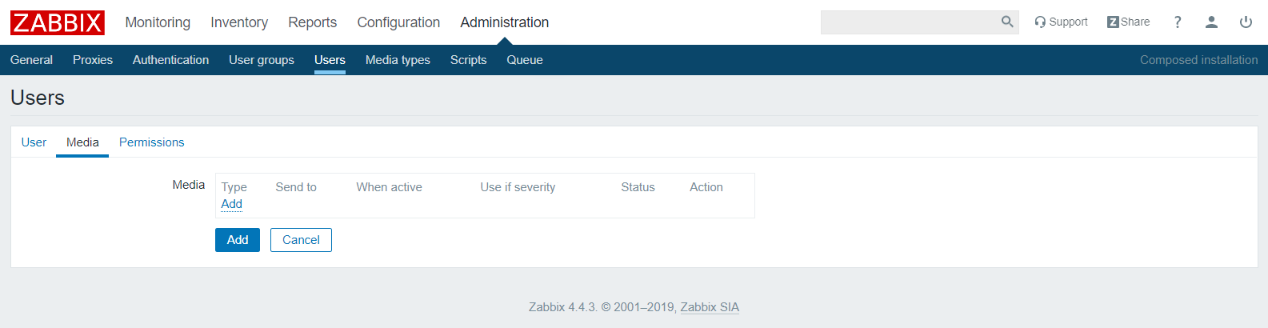 ZABBIX Monitoring Inventory Reports Configuration Administration Support Z Share ?
General Proxies Authentication User groups Users Media types Scripts Queue Composed installation
Users
User Media Permissions
Media Type Send to When active Use if severity Status Action
Add
Add Cancel
Zabbix 4.4.3. © 2001–2019, Zabbix SIA